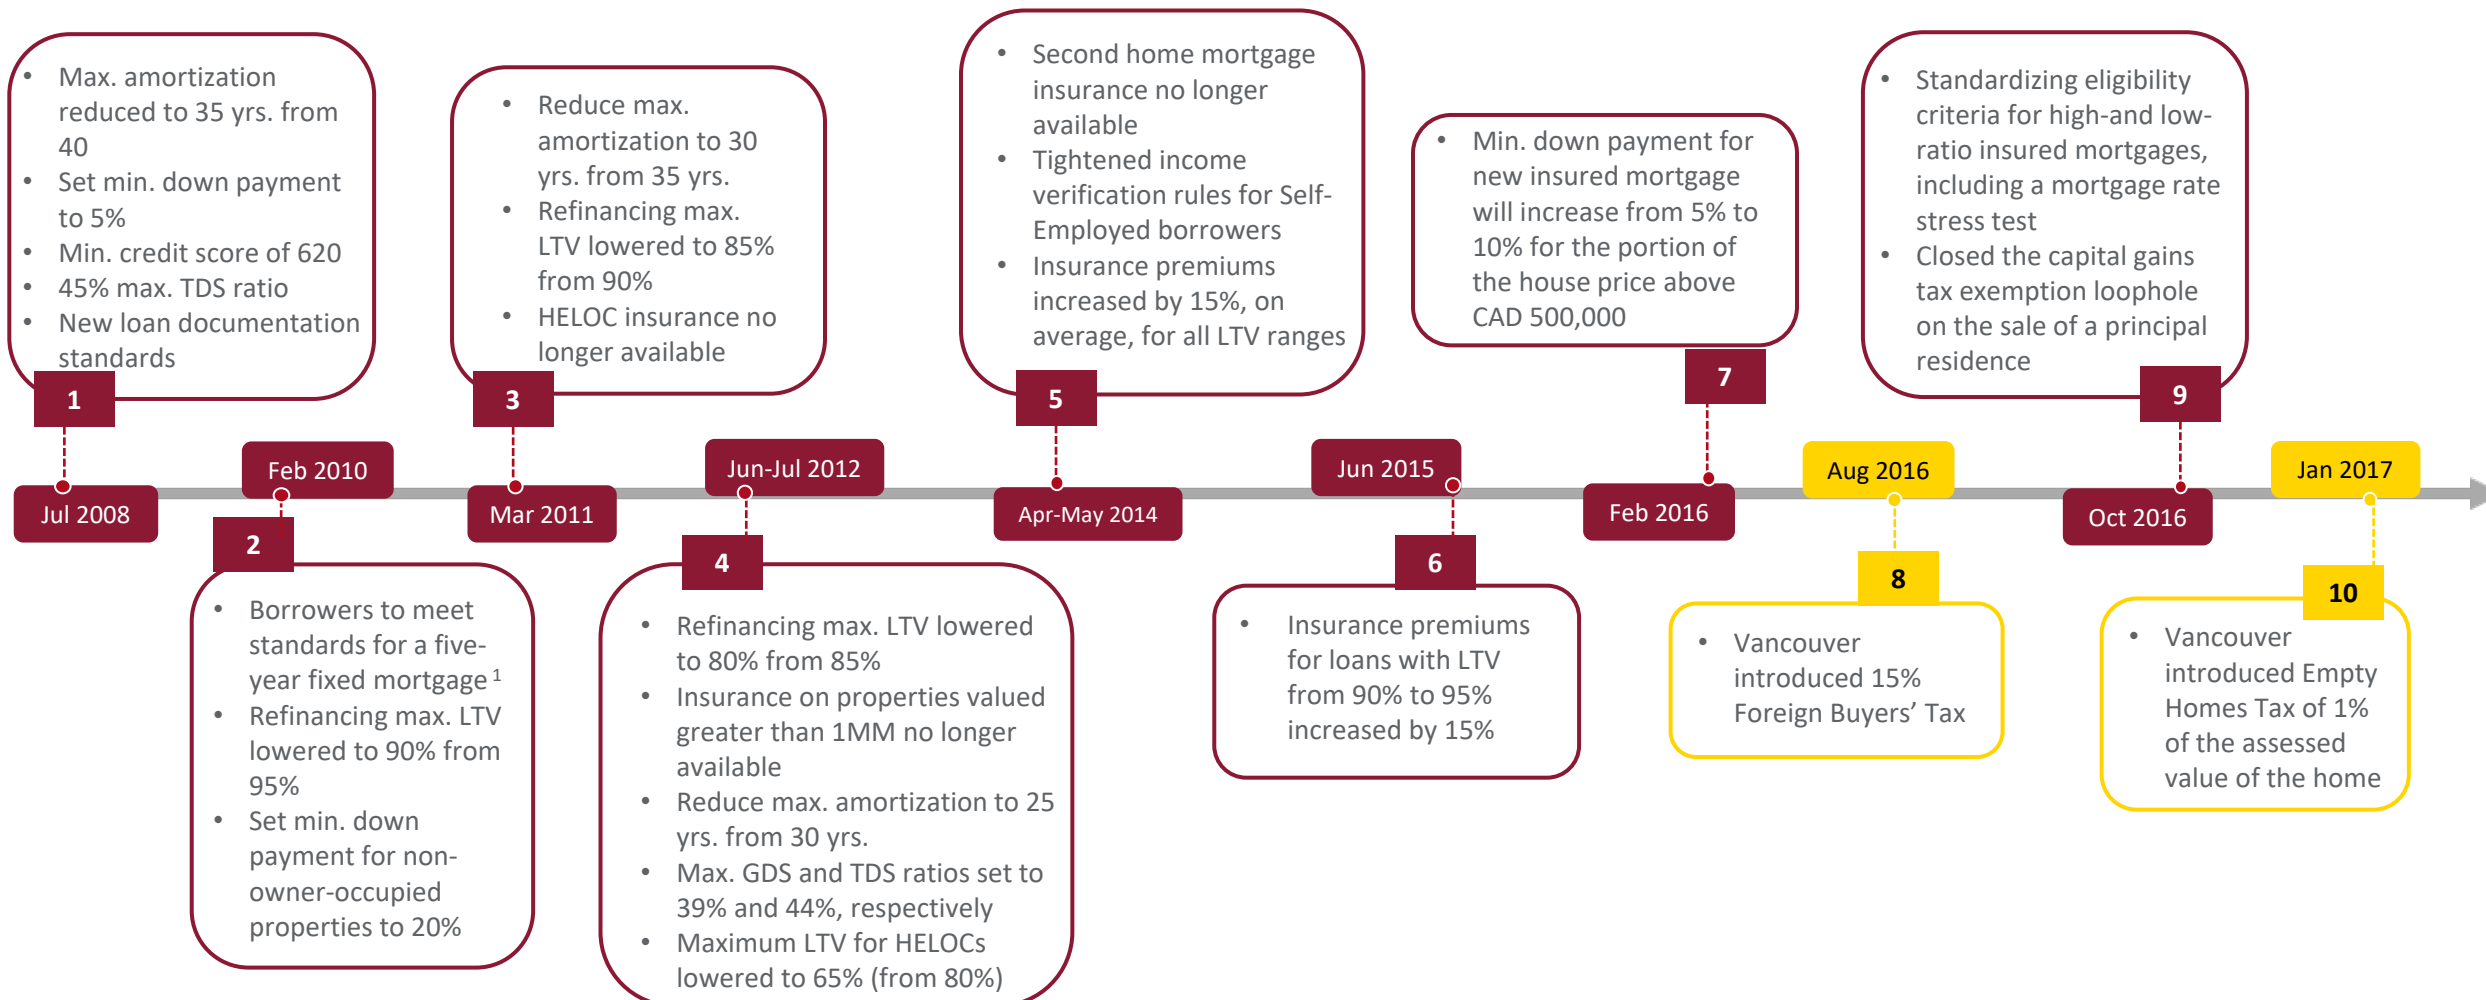 • Max. amortization
reduced to 35 yrs. from
40
• Set min. down payment
to 5%
• Min. credit score of 620
• 45% max. TDS ratio
• New loan documentation
standards
1
Jul 2008
Feb 2010
2
• Borrowers to meet
standards for a five-
year fixed mortgage 1
• Refinancing max. LTV
lowered to 90% from
95%
• Set min. down
payment for non-
owner-occupied
properties to 20%
• Reduce max.
amortization to 30
yrs. from 35 yrs.
• Refinancing max.
LTV lowered to 85%
from 90%
• HELOC insurance no
longer available
3
Mar 2011
Jun-Jul 2012
4
• Refinancing max. LTV lowered
to 80% from 85%
• Insurance on properties valued
greater than 1MM no longer
available
• Reduce max. amortization to 25
yrs. from 30 yrs.
• Max. GDS and TDS ratios set to
39% and 44%, respectively
• Maximum LTV for HELOCs
lowered to 65% (from 80%)
• Second home mortgage
insurance no longer
available
• Tightened income
verification rules for Self-
Employed borrowers
• Insurance premiums
increased by 15%, on
average, for all LTV ranges
5
Apr-May 2014
Jun 2015
6
• Insurance premiums
for loans with LTV
from 90% to 95%
increased by 15%
• Min. down payment for
new insured mortgage
will increase from 5% to
10% for the portion of
the house price above
CAD 500,000
7
Feb 2016
Aug 2016
8
• Vancouver
introduced 15%
Foreign Buyers’ Tax
• Standardizing eligibility
criteria for high-and low-
ratio insured mortgages,
including a mortgage rate
stress test
• Closed the capital gains
tax exemption loophole
on the sale of a principal
residence
9
Oct 2016
Jan 2017
10
• Vancouver
introduced Empty
Homes Tax of 1%
of the assessed
value of the home